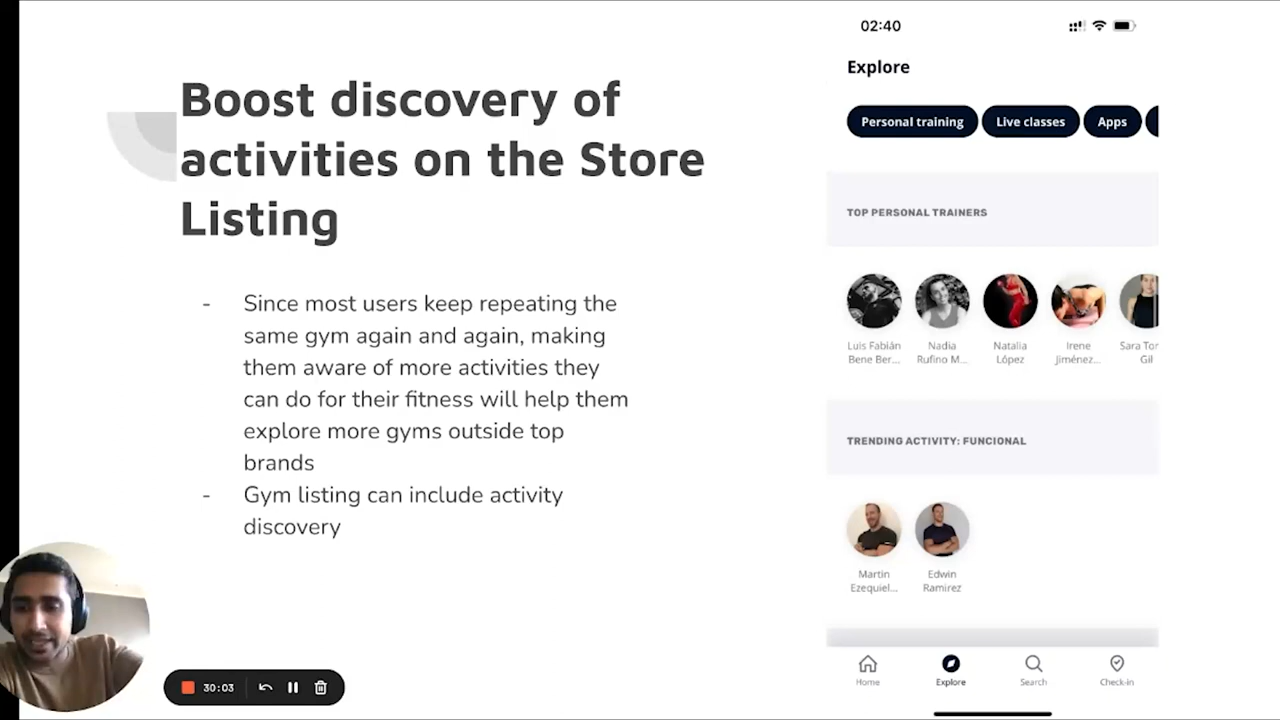 Boost discovery of
activities on the Store
Listing
- Since most users keep repeating the
same gym again and again, making
them aware of more activities they
can do for their fitness will help them
explore more gyms outside top
brands
- Gym listing can include activity
discovery
30:03
02:40
Explore
Personal training Live classes Apps
TOP PERSONAL TRAINERS
Luis Fabián Nadia Natalia Irene Sara Tor
Bene Ber... Rufino M... López Jiménez... Gil
TRENDING ACTIVITY: FUNCIONAL
Martin Edwin
Ezequiel... Ramirez
Home Explore Search Check-in